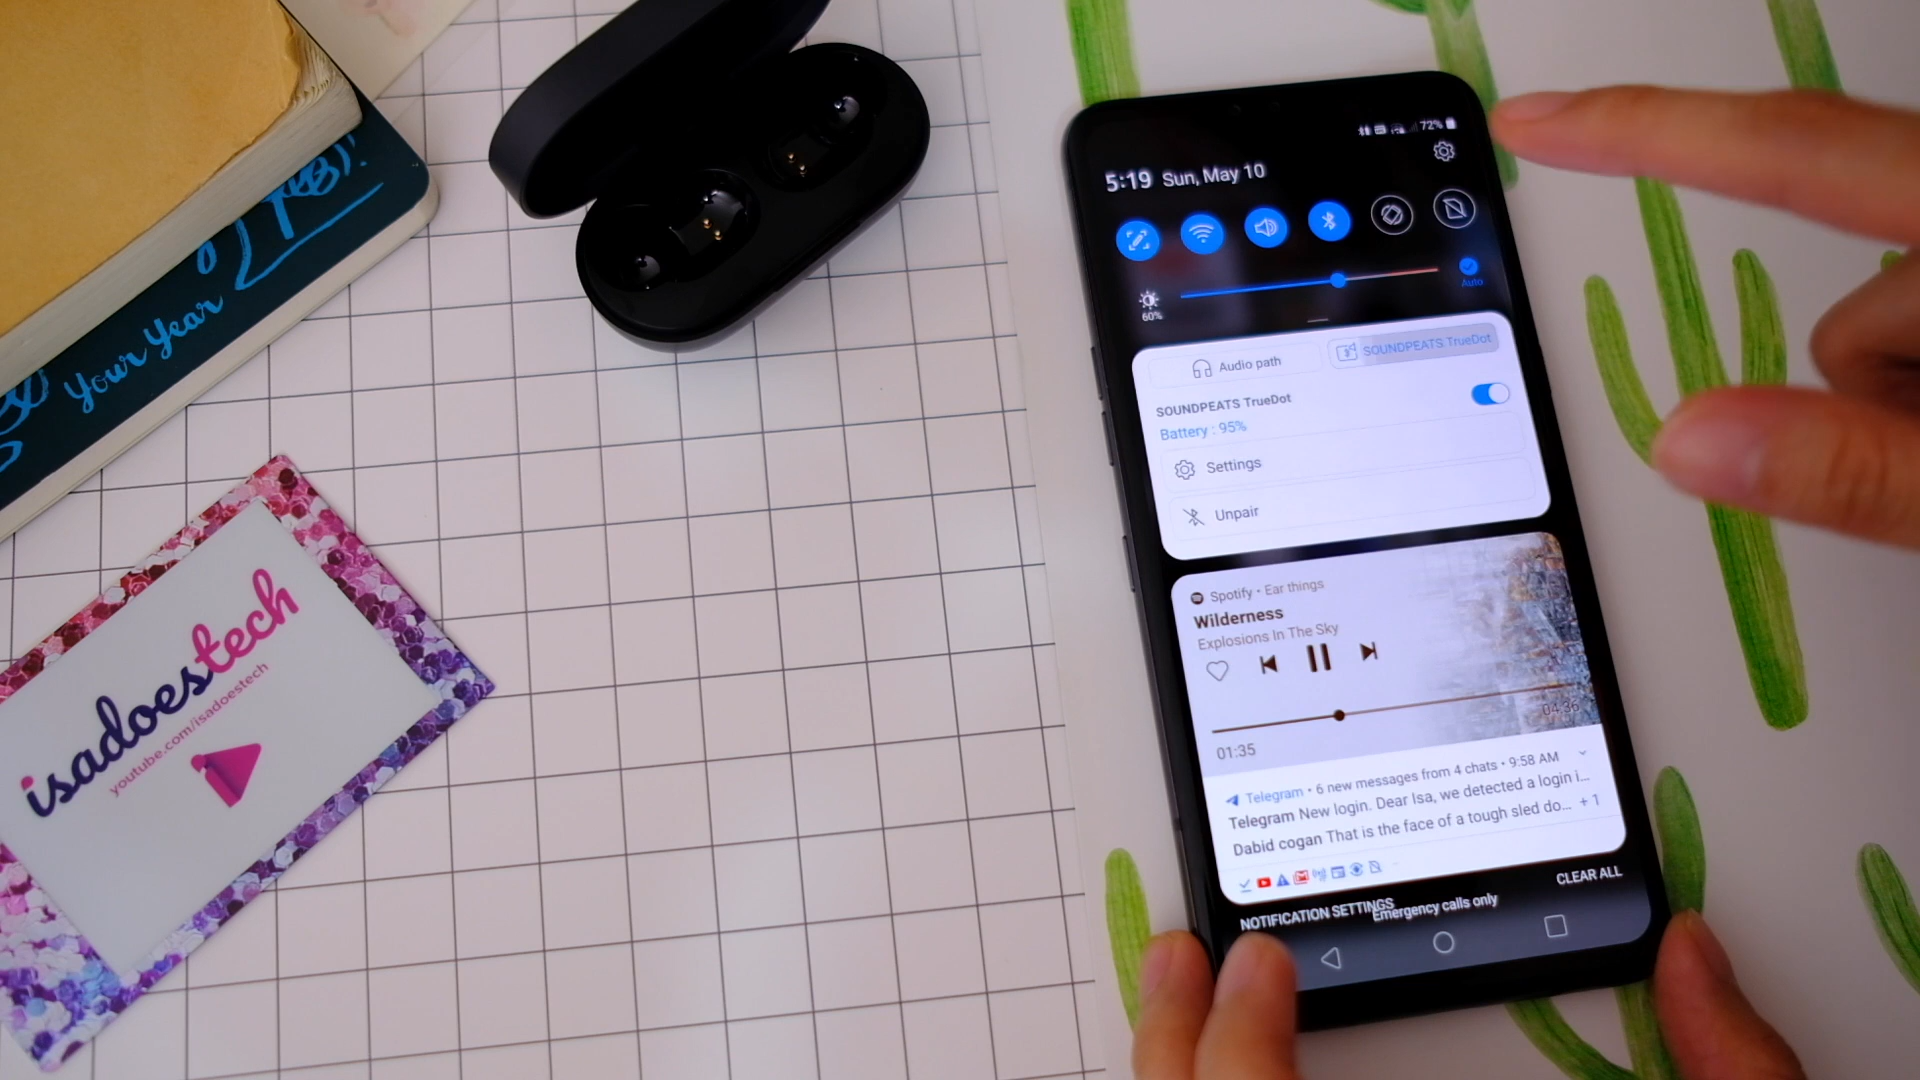 Your Year
isadoestech
youtube.com/isadoestech
72%
5:19 Sun, May 10
Auto
60%
Audio path
SOUNDPEATS TrueDot
SOUNDPEATS TrueDot
Battery : 95%
Settings
Unpair
Spotify • Ear things
Wilderness
Explosions In The Sky
04:36
01:35
Telegram • 6 new messages from 4 chats • 9:58 AM
Telegram New login. Dear Isa, we detected a login i...
Dabid cogan That is the face of a tough sled do... + 1
CLEAR ALL
NOTIFICATION SETTINGS
Emergency calls only